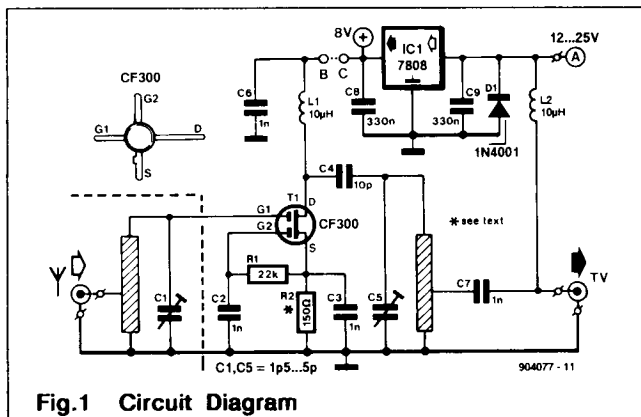 CF300
G2
G1
D
S
C6
1n
B
C
L1
10µH
8V
+
IC1
7808
C8
330n
C9
330n
D1
1N4001
12...25V
A
L2
10µH
C4
10p
T1
D
G1
G2
S
CF300
* see text
R1
22k
R2
150Ω
*
C1
C2
1n
C3
1n
C5
C7
1n
TV
C1,C5 = 1p5...5p
904077 - 11
Fig.1 Circuit Diagram